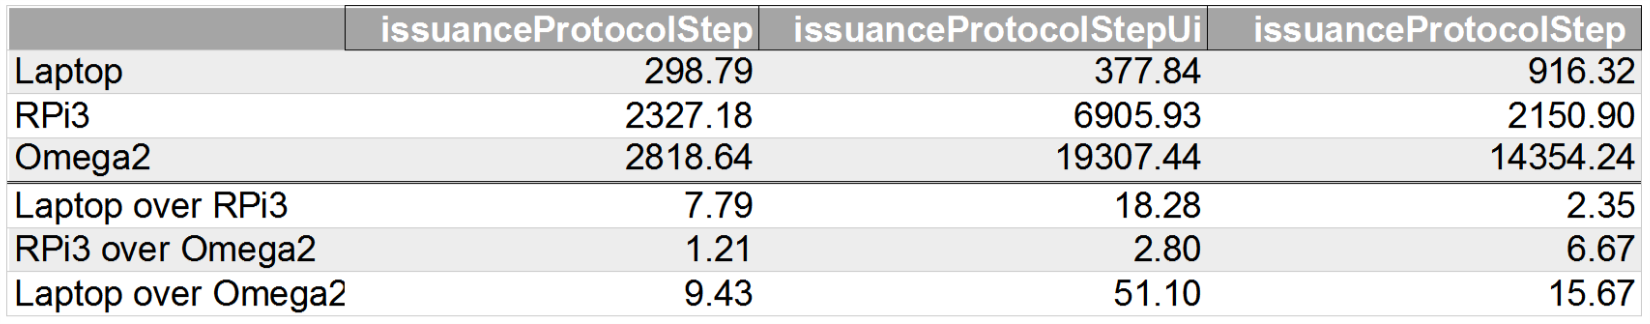 issuanceProtocolStep issuanceProtocolStepUi issuanceProtocolStep
Laptop 298.79 377.84 916.32
RPi3 2327.18 6905.93 2150.90
Omega2 2818.64 19307.44 14354.24
Laptop over RPi3 7.79 18.28 2.35
RPi3 over Omega2 1.21 2.80 6.67
Laptop over Omega2 9.43 51.10 15.67